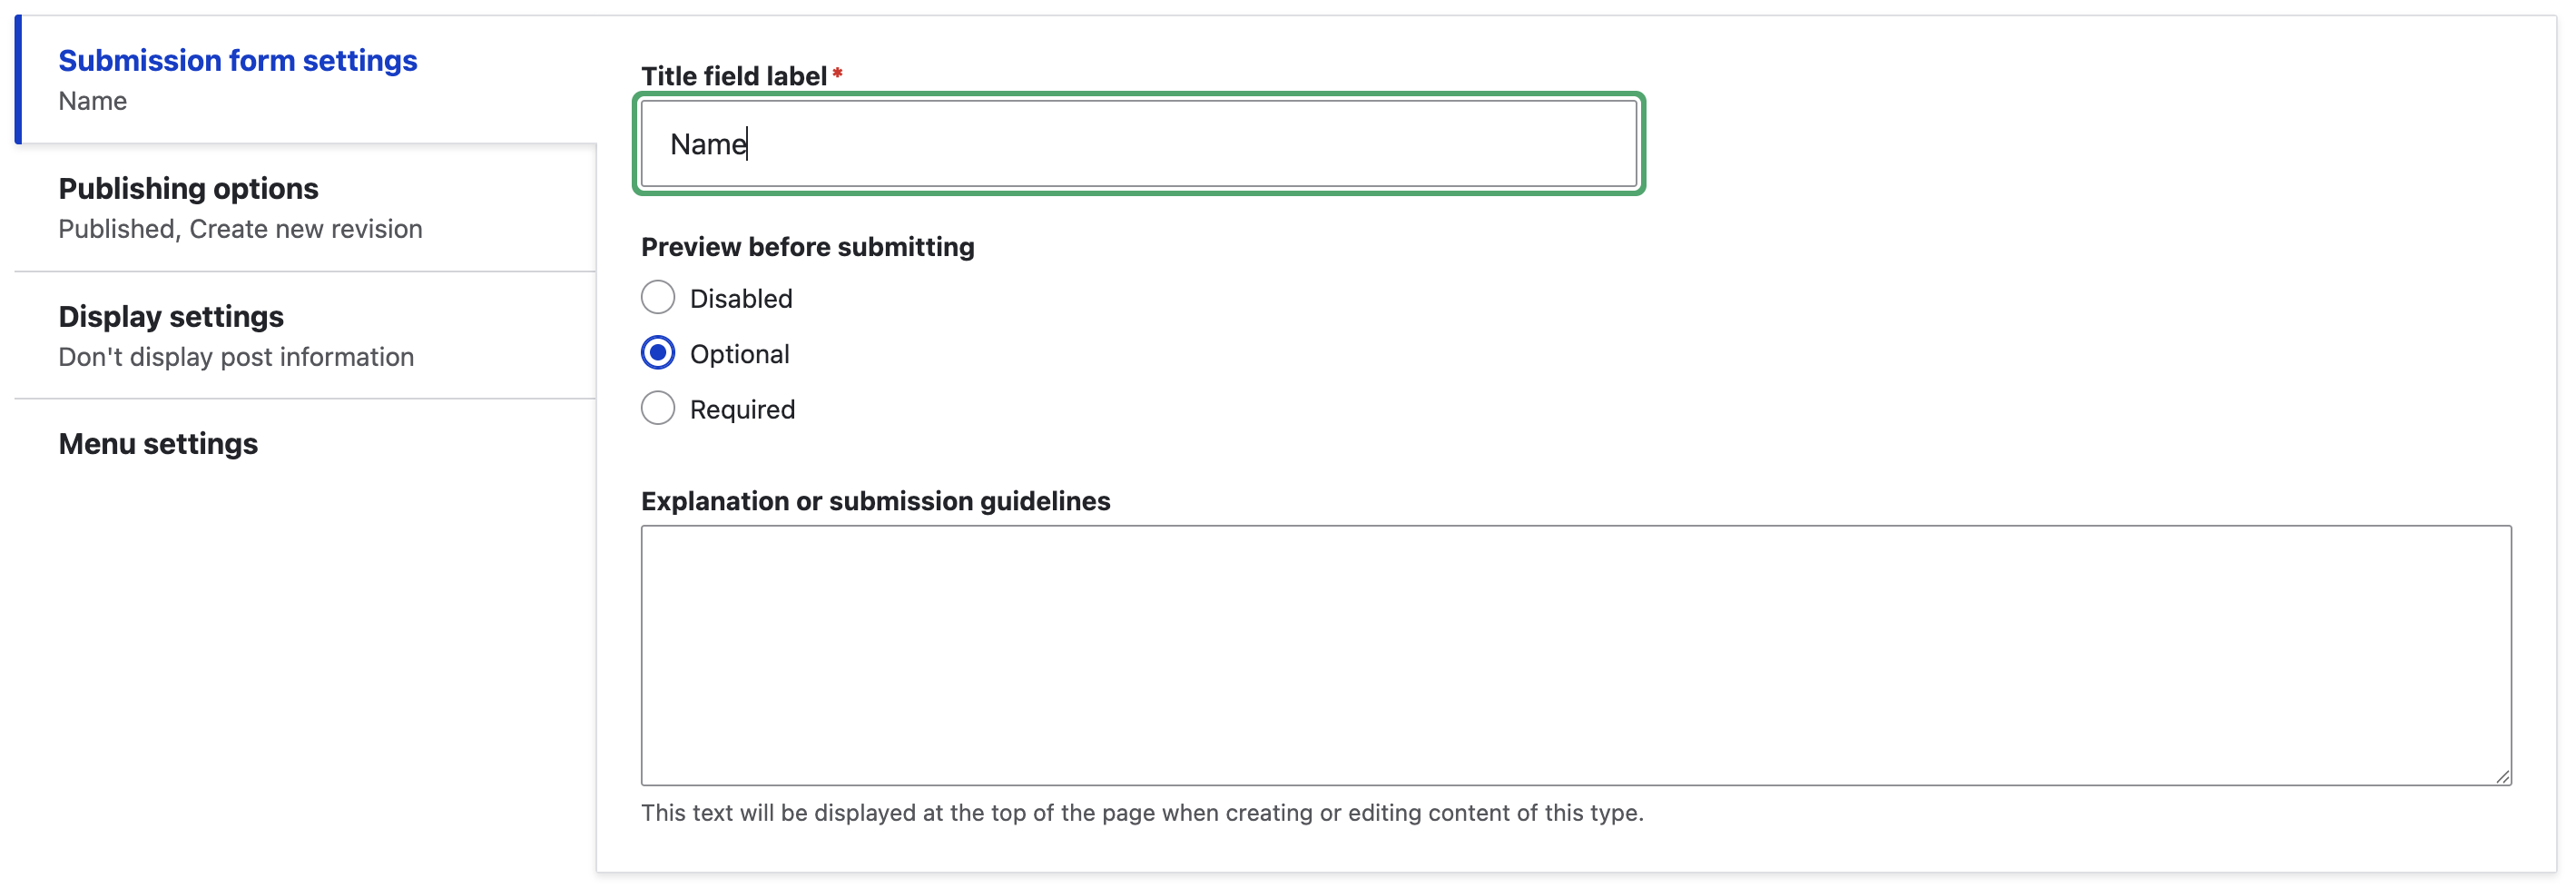 Submission form settings
Name
Publishing options
Published, Create new revision
Display settings
Don't display post information
Menu settings
Title field label*
Name
Preview before submitting
Disabled
Optional
Required
Explanation or submission guidelines
This text will be displayed at the top of the page when creating or editing content of this type.